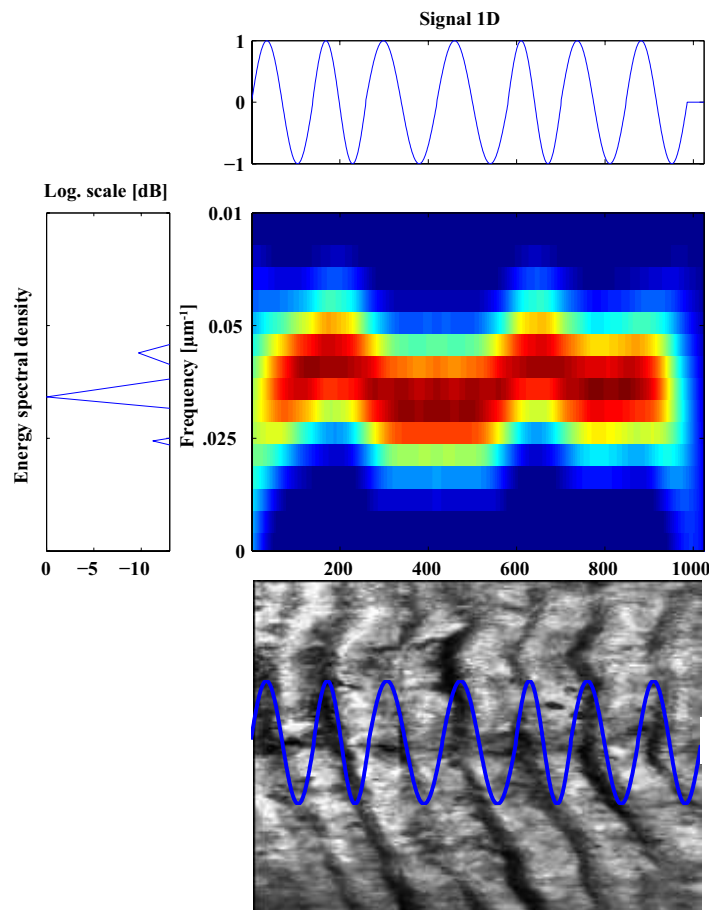 Signal 1D
1
0
−1
Log. scale [dB]
Energy spectral density
0 −5 −10
Frequency [µm-1]
0.01
0.05
.025
0
200 400 600 800 1000